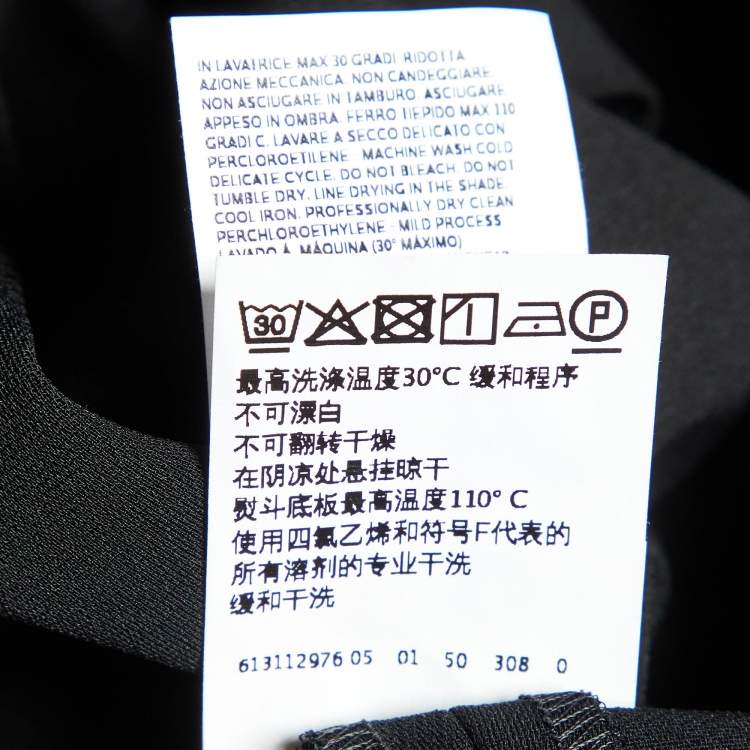 IN LAVATRICE MAX 30 GRADI RIDOTTA
AZIONE MECCANICA. NON CANDEGGIARE.
NON ASCIUGARE IN TAMBURO. ASCIUGARE
APPESO IN OMBRA. FERRO TIEPIDO MAX 110
GRADI C. LAVARE A SECCO DELICATO CON
PERCLOROETILENE MACHINE WASH COLD
DELICATE CYCLE. DO NOT BLEACH. DO NOT
TUMBLE DRY. LINE DRYING IN THE SHADE.
COOL IRON. PROFESSIONALLY DRY CLEAN
PERCHLOROETHYLENE - MILD PROCESS
LAVADO A MÁQUINA (30° MÁXIMO)
30 P
最高洗涤温度30°C 缓和程序
不可漂白
不可翻转干燥
在阴凉处悬挂晾干
熨斗底板最高温度110° C
使用四氯乙烯和符号F代表的
所有溶剂的专业干洗
缓和干洗
613112976 05 01 50 308 0